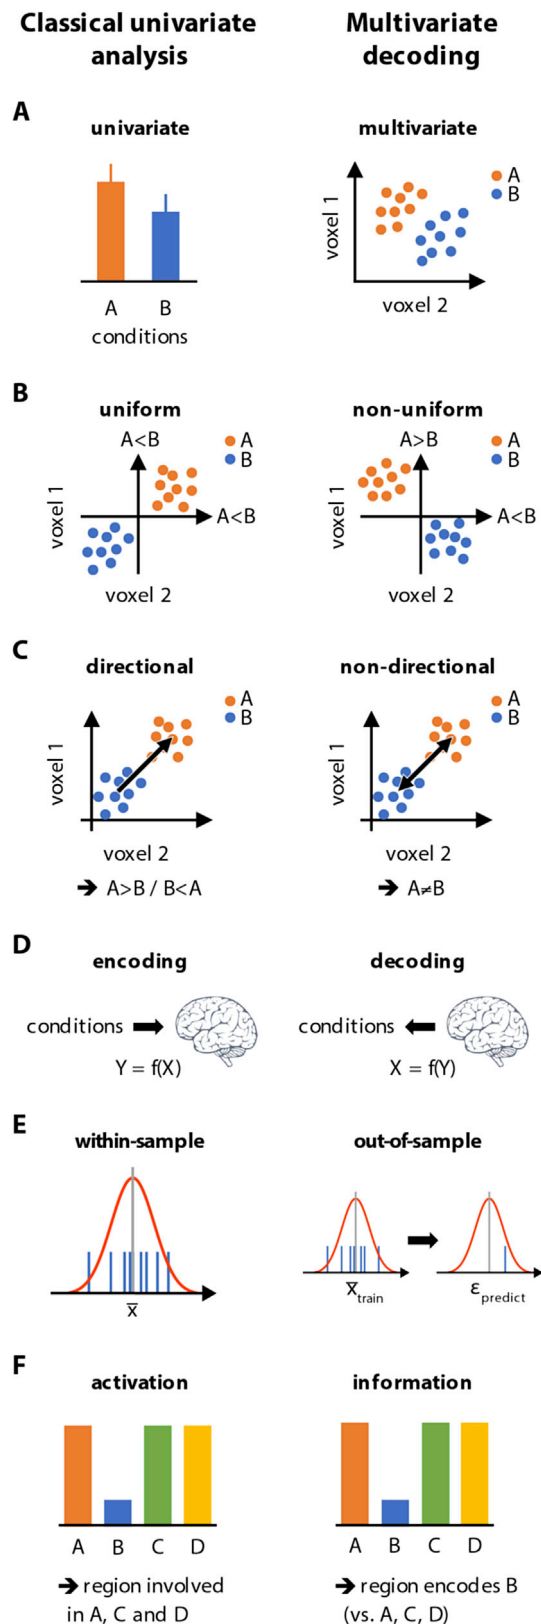 Classical univariate analysis
Multivariate decoding
A
univariate
A B
conditions
multivariate
A
B
voxel 1
voxel 2
B
uniform
A<B
A
B
voxel 1
A<B
voxel 2
non-uniform
A>B
A
B
voxel 1
A<B
voxel 2
C
directional
A
B
voxel 1
voxel 2
➔ A>B / B<A
non-directional
A
B
voxel 1
voxel 2
➔ A≠B
D
encoding
conditions
Y = f(X)
decoding
conditions
X = f(Y)
E
within-sample
x̄
out-of-sample
x̄train
εpredict
F
activation
A B C D
➔ region involved
in A, C and D
information
A B C D
➔ region encodes B
(vs. A, C, D)